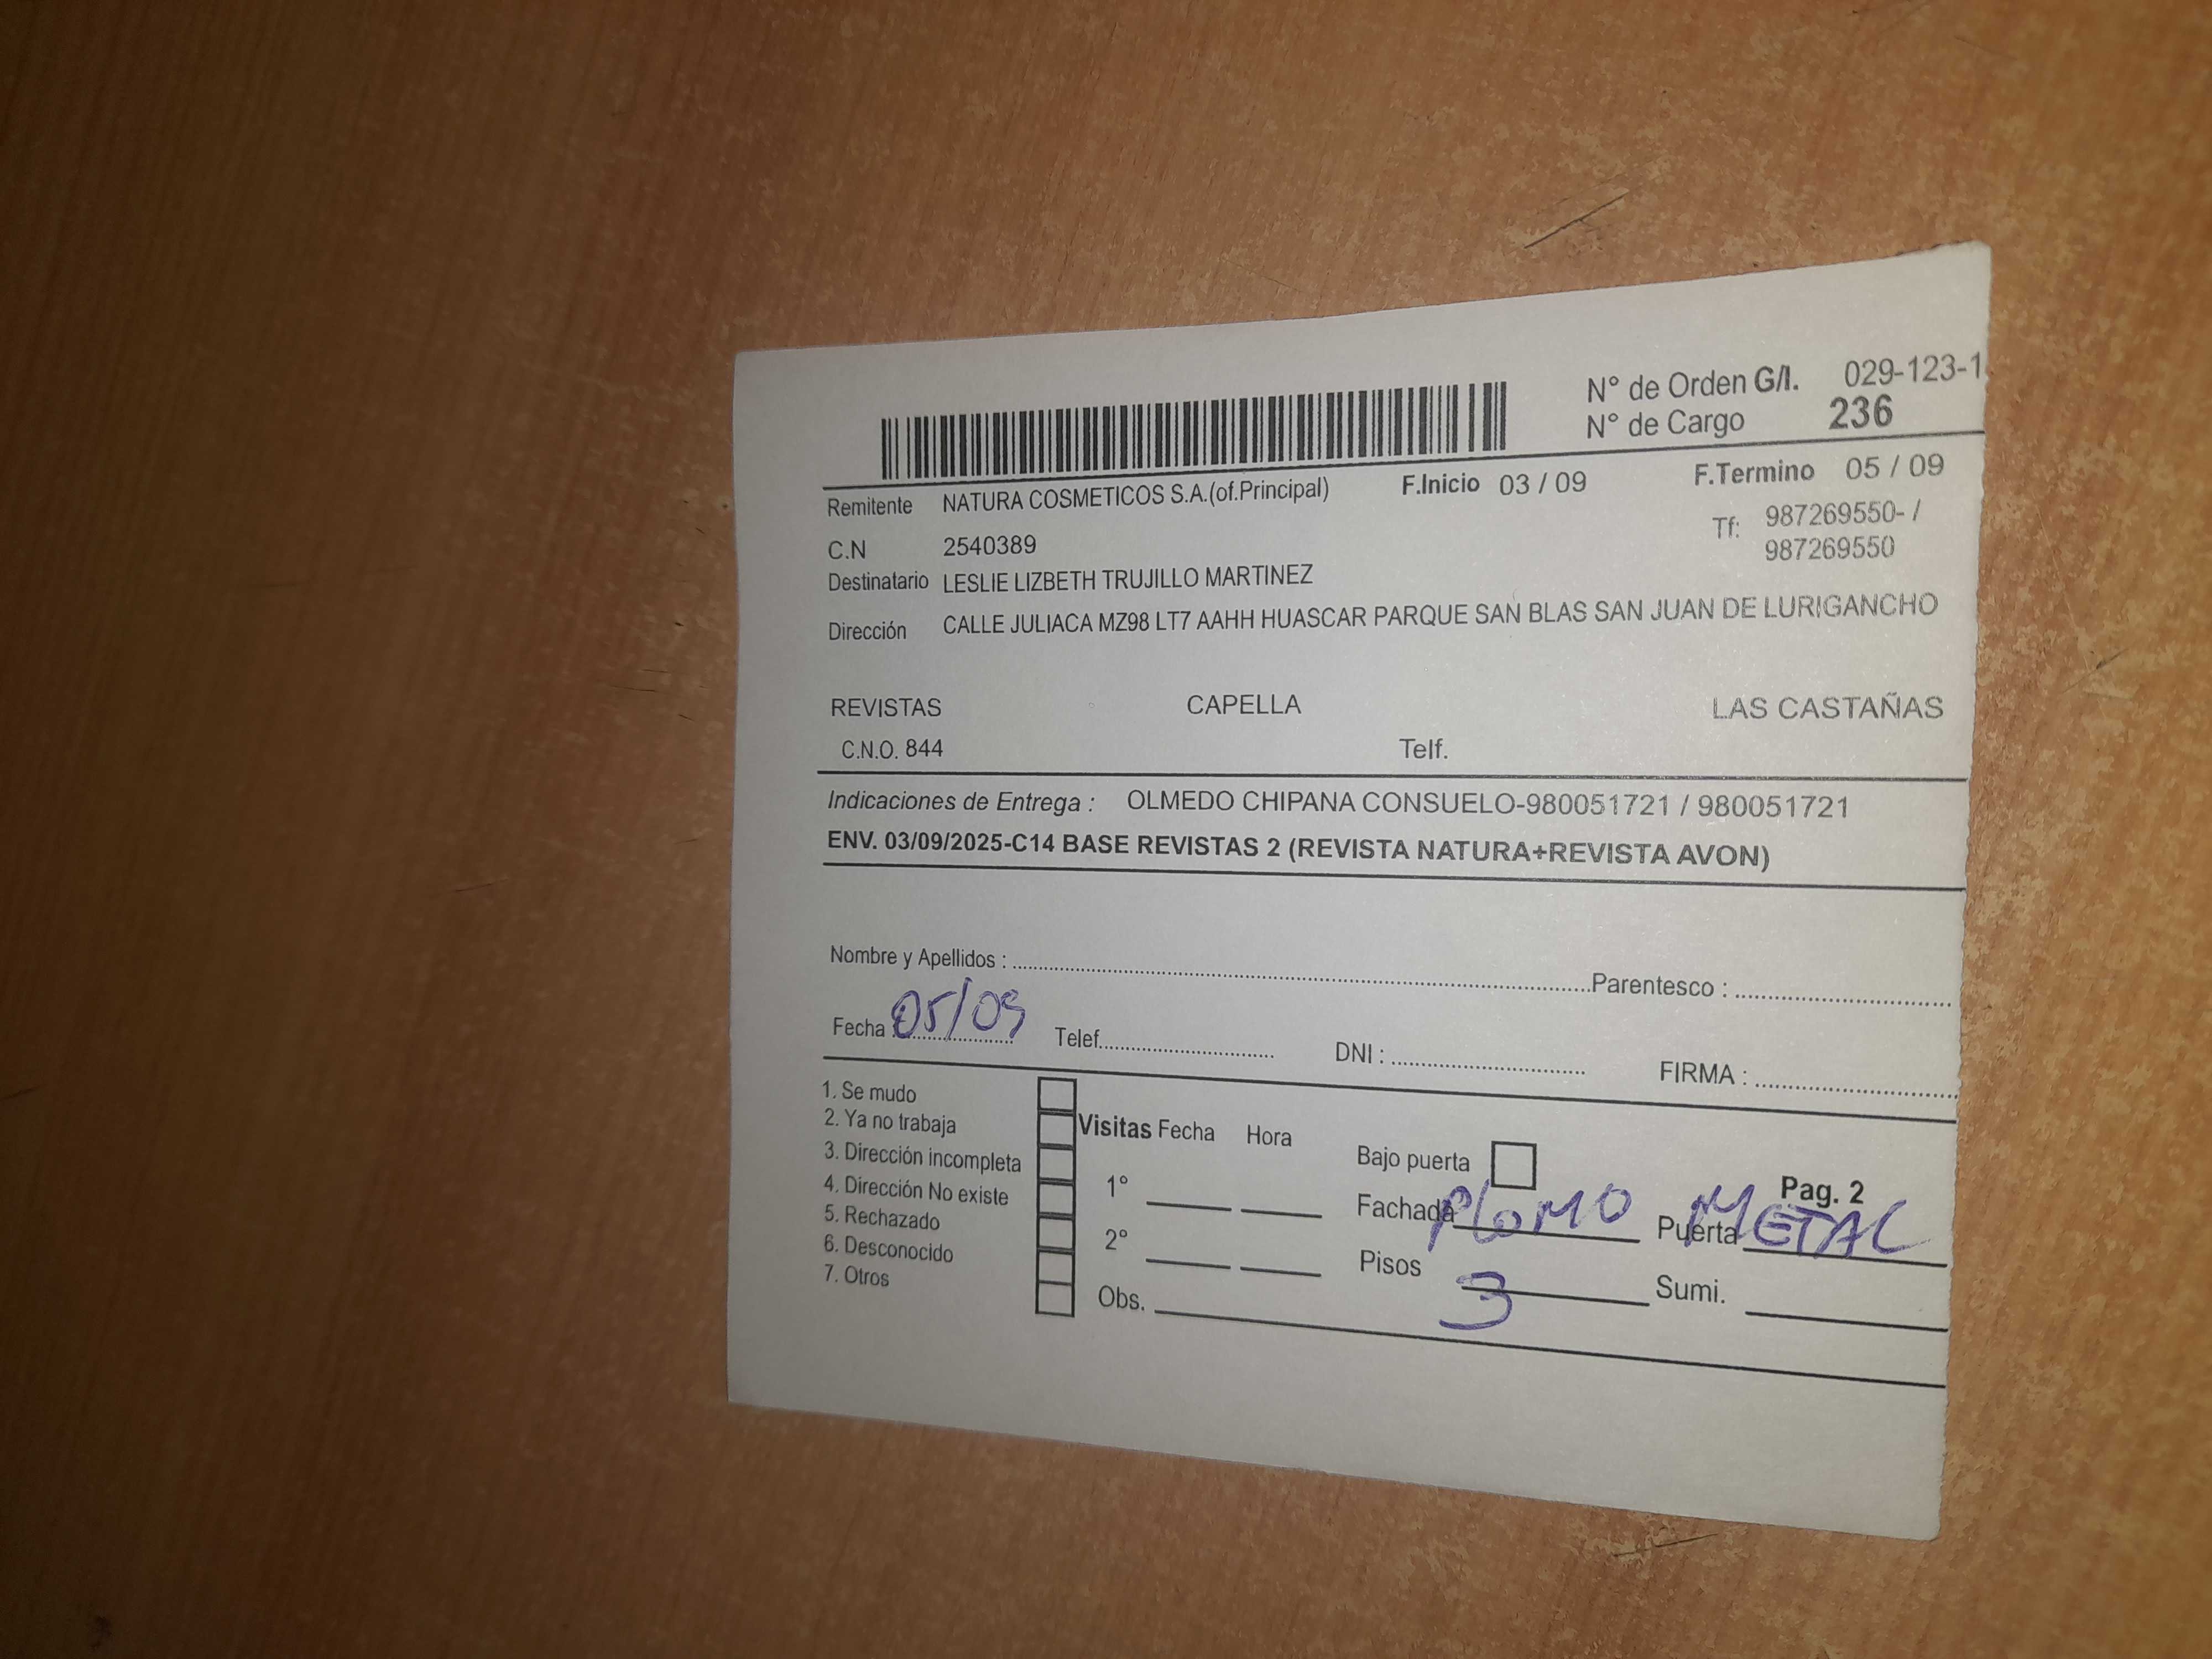 N° de Orden G/I. 029-123-1
N° de Cargo 236
Remitente NATURA COSMETICOS S.A.(of.Principal) F.Inicio 03 / 09 F.Termino 05 / 09
C.N 2540389 Tf: 987269550- / 987269550
Destinatario LESLIE LIZBETH TRUJILLO MARTINEZ
Dirección CALLE JULIACA MZ98 LT7 AAHH HUASCAR PARQUE SAN BLAS SAN JUAN DE LURIGANCHO
REVISTAS CAPELLA LAS CASTAÑAS
C.N.O. 844 Telf.
Indicaciones de Entrega : OLMEDO CHIPANA CONSUELO-980051721 / 980051721
ENV. 03/09/2025-C14 BASE REVISTAS 2 (REVISTA NATURA+REVISTA AVON)
Nombre y Apellidos : Parentesco :
Fecha 05/09 Telef. DNI : FIRMA :
1. Se mudo
2. Ya no trabaja
3. Dirección incompleta
4. Dirección No existe
5. Rechazado
6. Desconocido
7. Otros
Visitas Fecha Hora
1°
2°
Obs.
Bajo puerta
Pag. 2
Fachada PLOMO Puerta METAL
Pisos 3 Sumi.